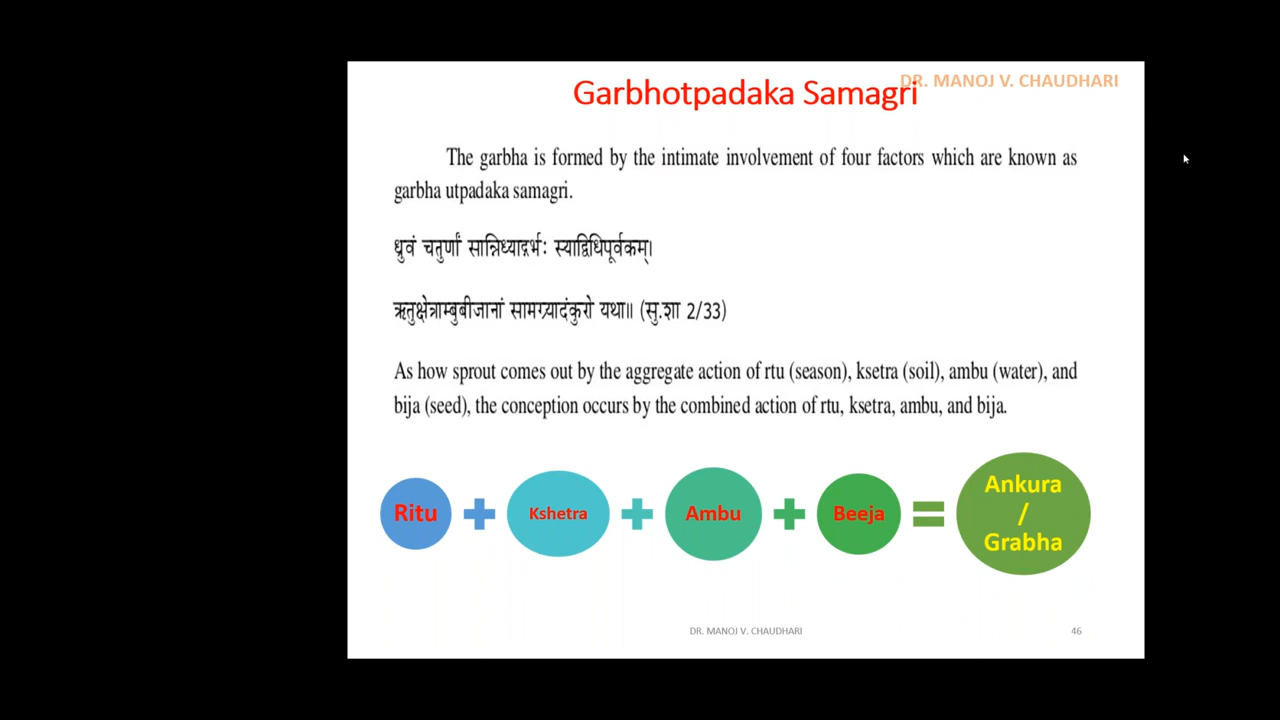 DR. MANOJ V. CHAUDHARI
Garbhotpadaka Samagri
The garbha is formed by the intimate involvement of four factors which are known as
garbha utpadaka samagri.
ध्रुवं चतुर्णां सान्निध्याद्गर्भः स्याद्विधिपूर्वकम्।
ऋतुक्षेत्राम्बुबीजानां सामग्र्यादंकुरो यथा॥ (सु.शा 2/33)
As how sprout comes out by the aggregate action of rtu (season), ksetra (soil), ambu (water), and
bija (seed), the conception occurs by the combined action of rtu, ksetra, ambu, and bija.
Ritu + Kshetra + Ambu + Beeja = Ankura
/
Grabha
DR. MANOJ V. CHAUDHARI 46